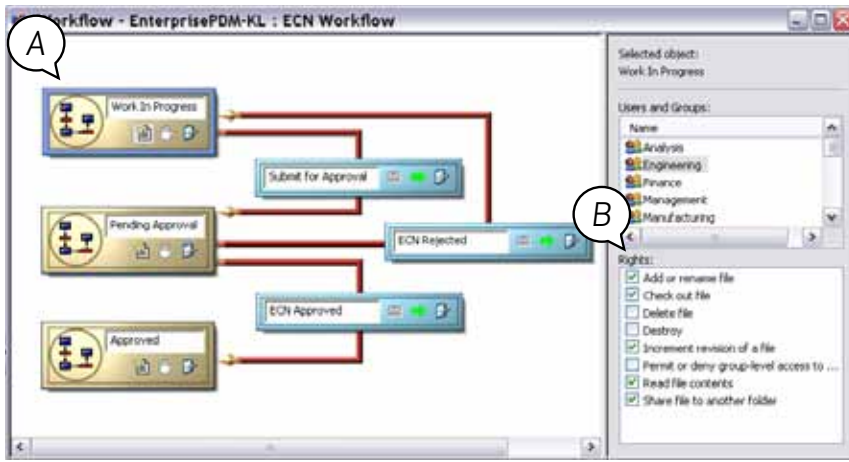 Workflow - EnterprisePDM-KL : ECN Workflow
A
Work In Progress
Submit for Approval
Pending Approval
ECN Rejected
ECN Approved
Approved
Selected object:
Work In Progress
Users and Groups:
Name
Analysis
Engineering
Finance
Management
Manufacturing
B
Rights:
Add or rename file
Check out file
Delete file
Destroy
Increment revision of a file
Permit or deny group-level access to ...
Read file contents
Share file to another folder